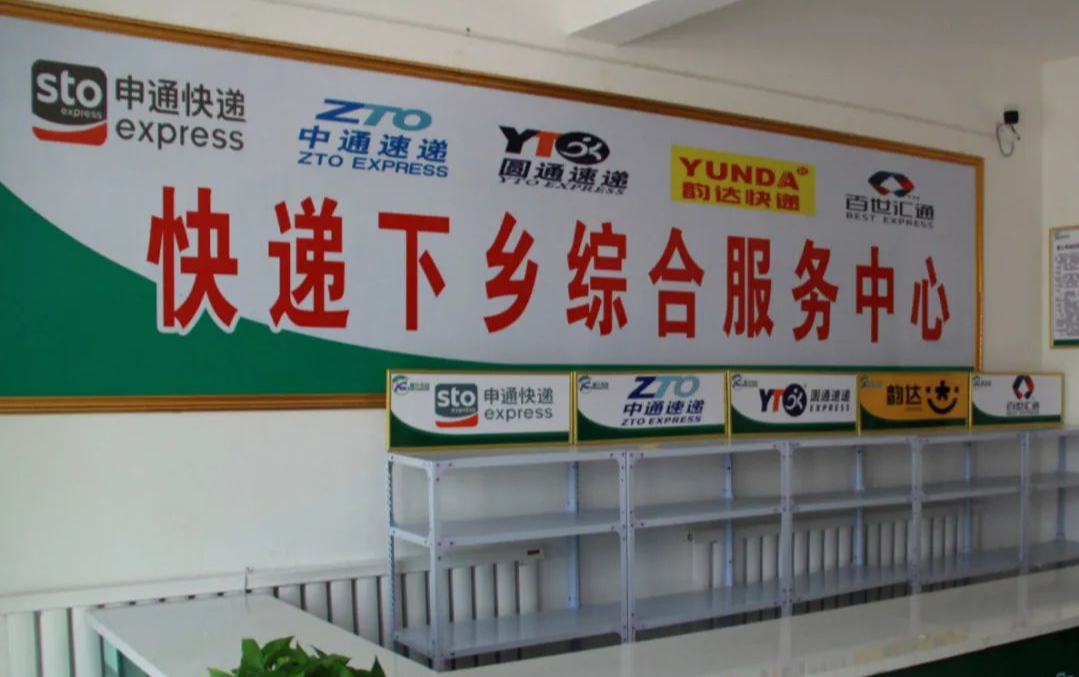 sto
express
申通快递
express
ZTO
中通速递
ZTO EXPRESS
YTO
圆通速递
YTO EXPRESS
YUNDA
韵达快递
百世汇通
BEST EXPRESS
快递下乡综合服务中心
sto
express
申通快递
express
ZTO
中通速递
ZTO EXPRESS
YTO
圆通速递
EXPRESS
韵达
百世汇通